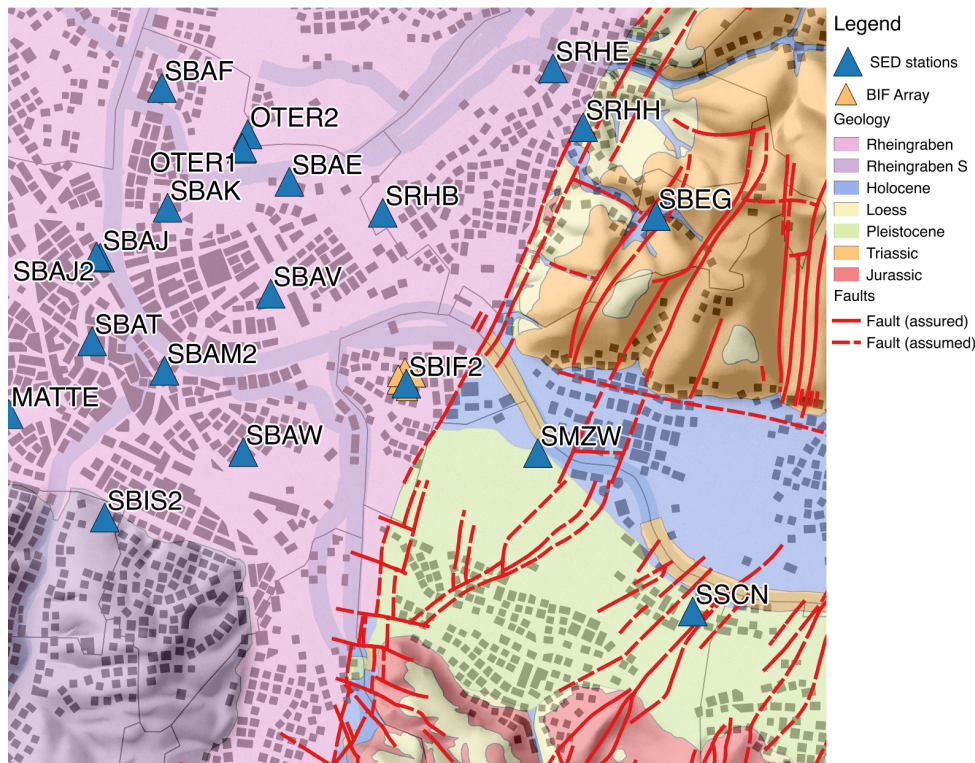 SBAF
OTER2
OTER1
SBAE
SBAK
SRHB
SRHE
SRHH
SBEG
SBAJ
SBAJ2
SBAV
SBAT
SBAM2
SBIF2
MATTE
SBAW
SMZW
SBIS2
SSCN
Legend
SED stations
BIF Array
Geology
Rheingraben
Rheingraben S
Holocene
Loess
Pleistocene
Triassic
Jurassic
Faults
Fault (assured)
Fault (assumed)